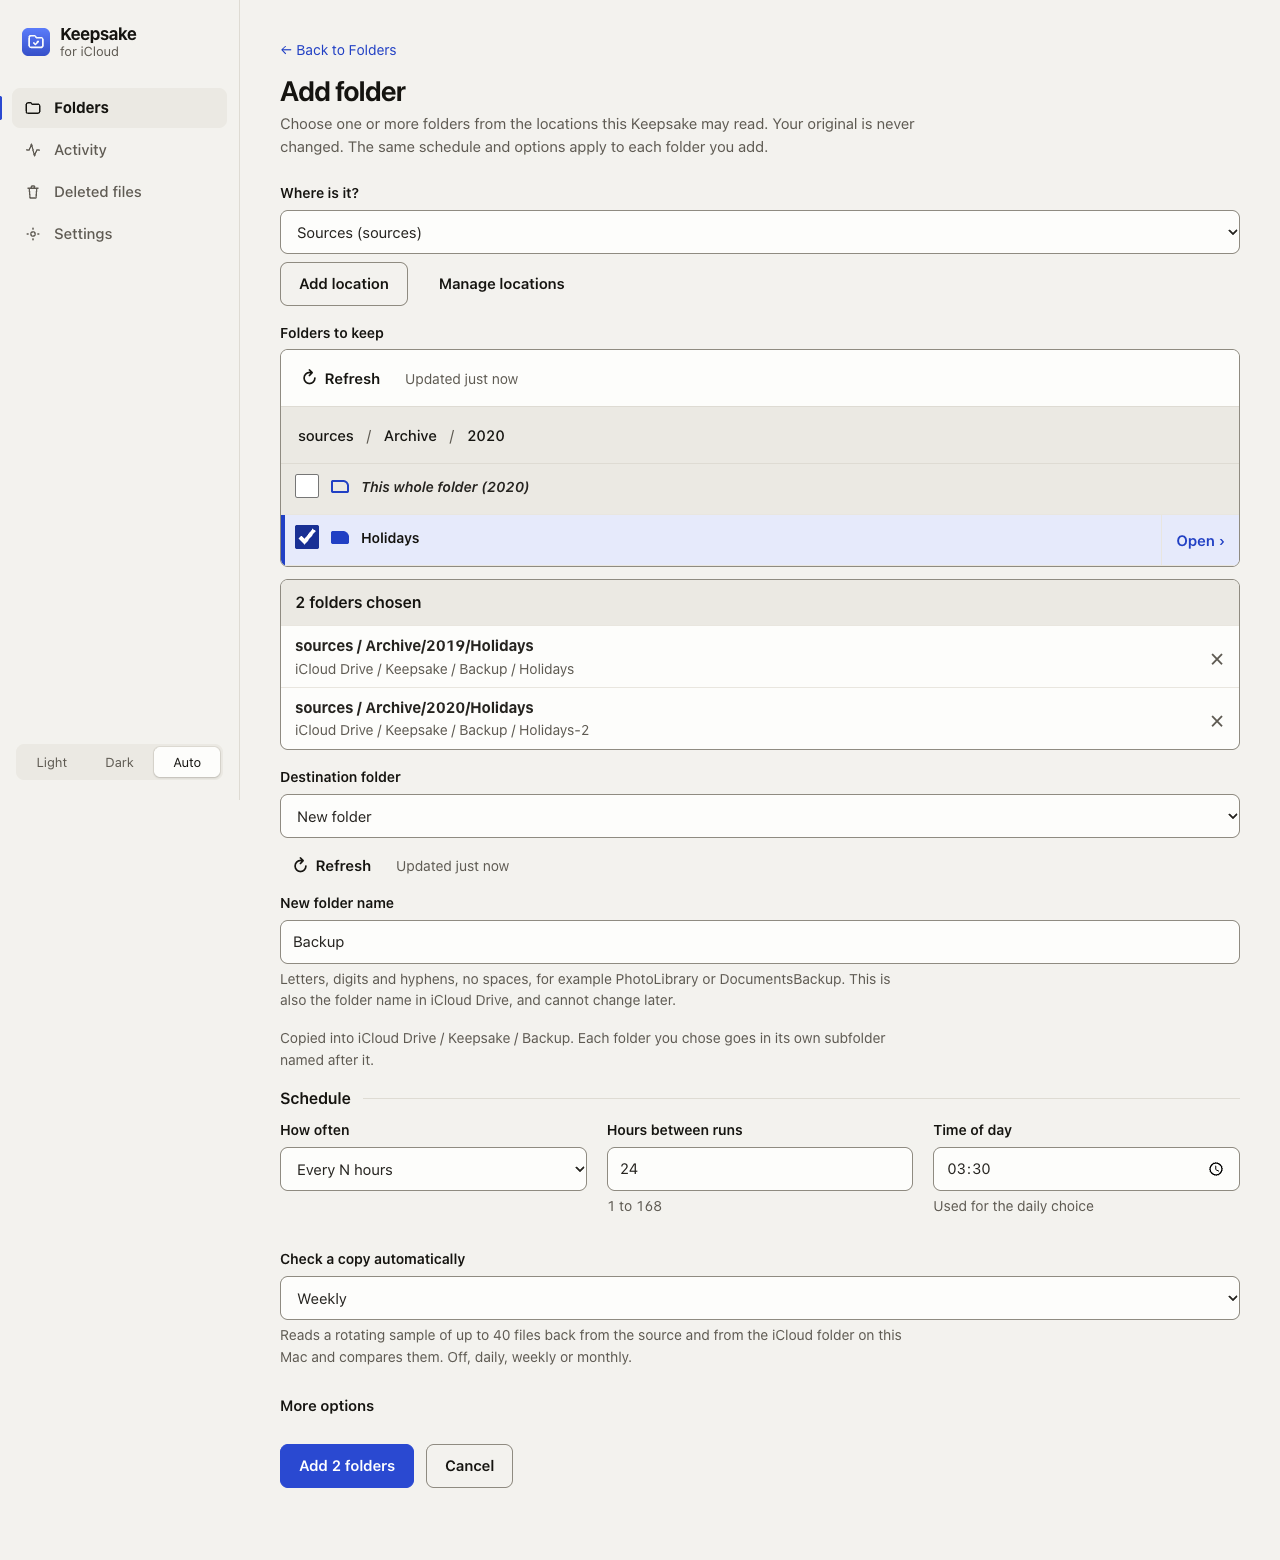 Keepsake
for iCloud
Folders
Activity
Deleted files
Settings
Light
Dark
Auto
← Back to Folders
Add folder
Choose one or more folders from the locations this Keepsake may read. Your original is never
changed. The same schedule and options apply to each folder you add.
Where is it?
Sources (sources)
Add location
Manage locations
Folders to keep
↻ Refresh
Updated just now
sources / Archive / 2020
This whole folder (2020)
Holidays
Open ›
2 folders chosen
sources / Archive/2019/Holidays
iCloud Drive / Keepsake / Backup / Holidays
×
sources / Archive/2020/Holidays
iCloud Drive / Keepsake / Backup / Holidays-2
×
Destination folder
New folder
↻ Refresh
Updated just now
New folder name
Backup
Letters, digits and hyphens, no spaces, for example PhotoLibrary or DocumentsBackup. This is
also the folder name in iCloud Drive, and cannot change later.
Copied into iCloud Drive / Keepsake / Backup. Each folder you chose goes in its own subfolder
named after it.
Schedule
How often
Every N hours
Hours between runs
24
1 to 168
Time of day
03:30
Used for the daily choice
Check a copy automatically
Weekly
Reads a rotating sample of up to 40 files back from the source and from the iCloud folder on this
Mac and compares them. Off, daily, weekly or monthly.
More options
Add 2 folders
Cancel